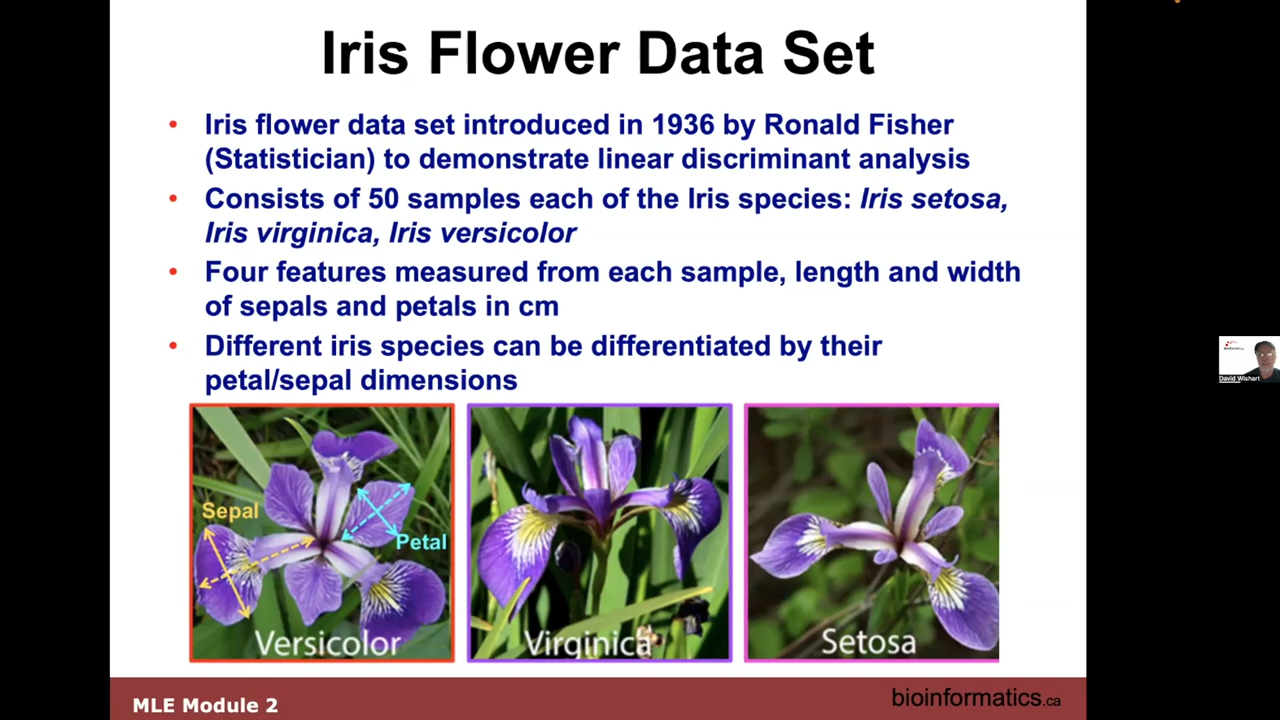 Iris Flower Data Set
• Iris flower data set introduced in 1936 by Ronald Fisher
(Statistician) to demonstrate linear discriminant analysis
• Consists of 50 samples each of the Iris species: Iris setosa,
Iris virginica, Iris versicolor
• Four features measured from each sample, length and width
of sepals and petals in cm
• Different iris species can be differentiated by their
petal/sepal dimensions
Sepal
Petal
Versicolor
Virginica
Setosa
David Wishart
MLE Module 2
bioinformatics.ca